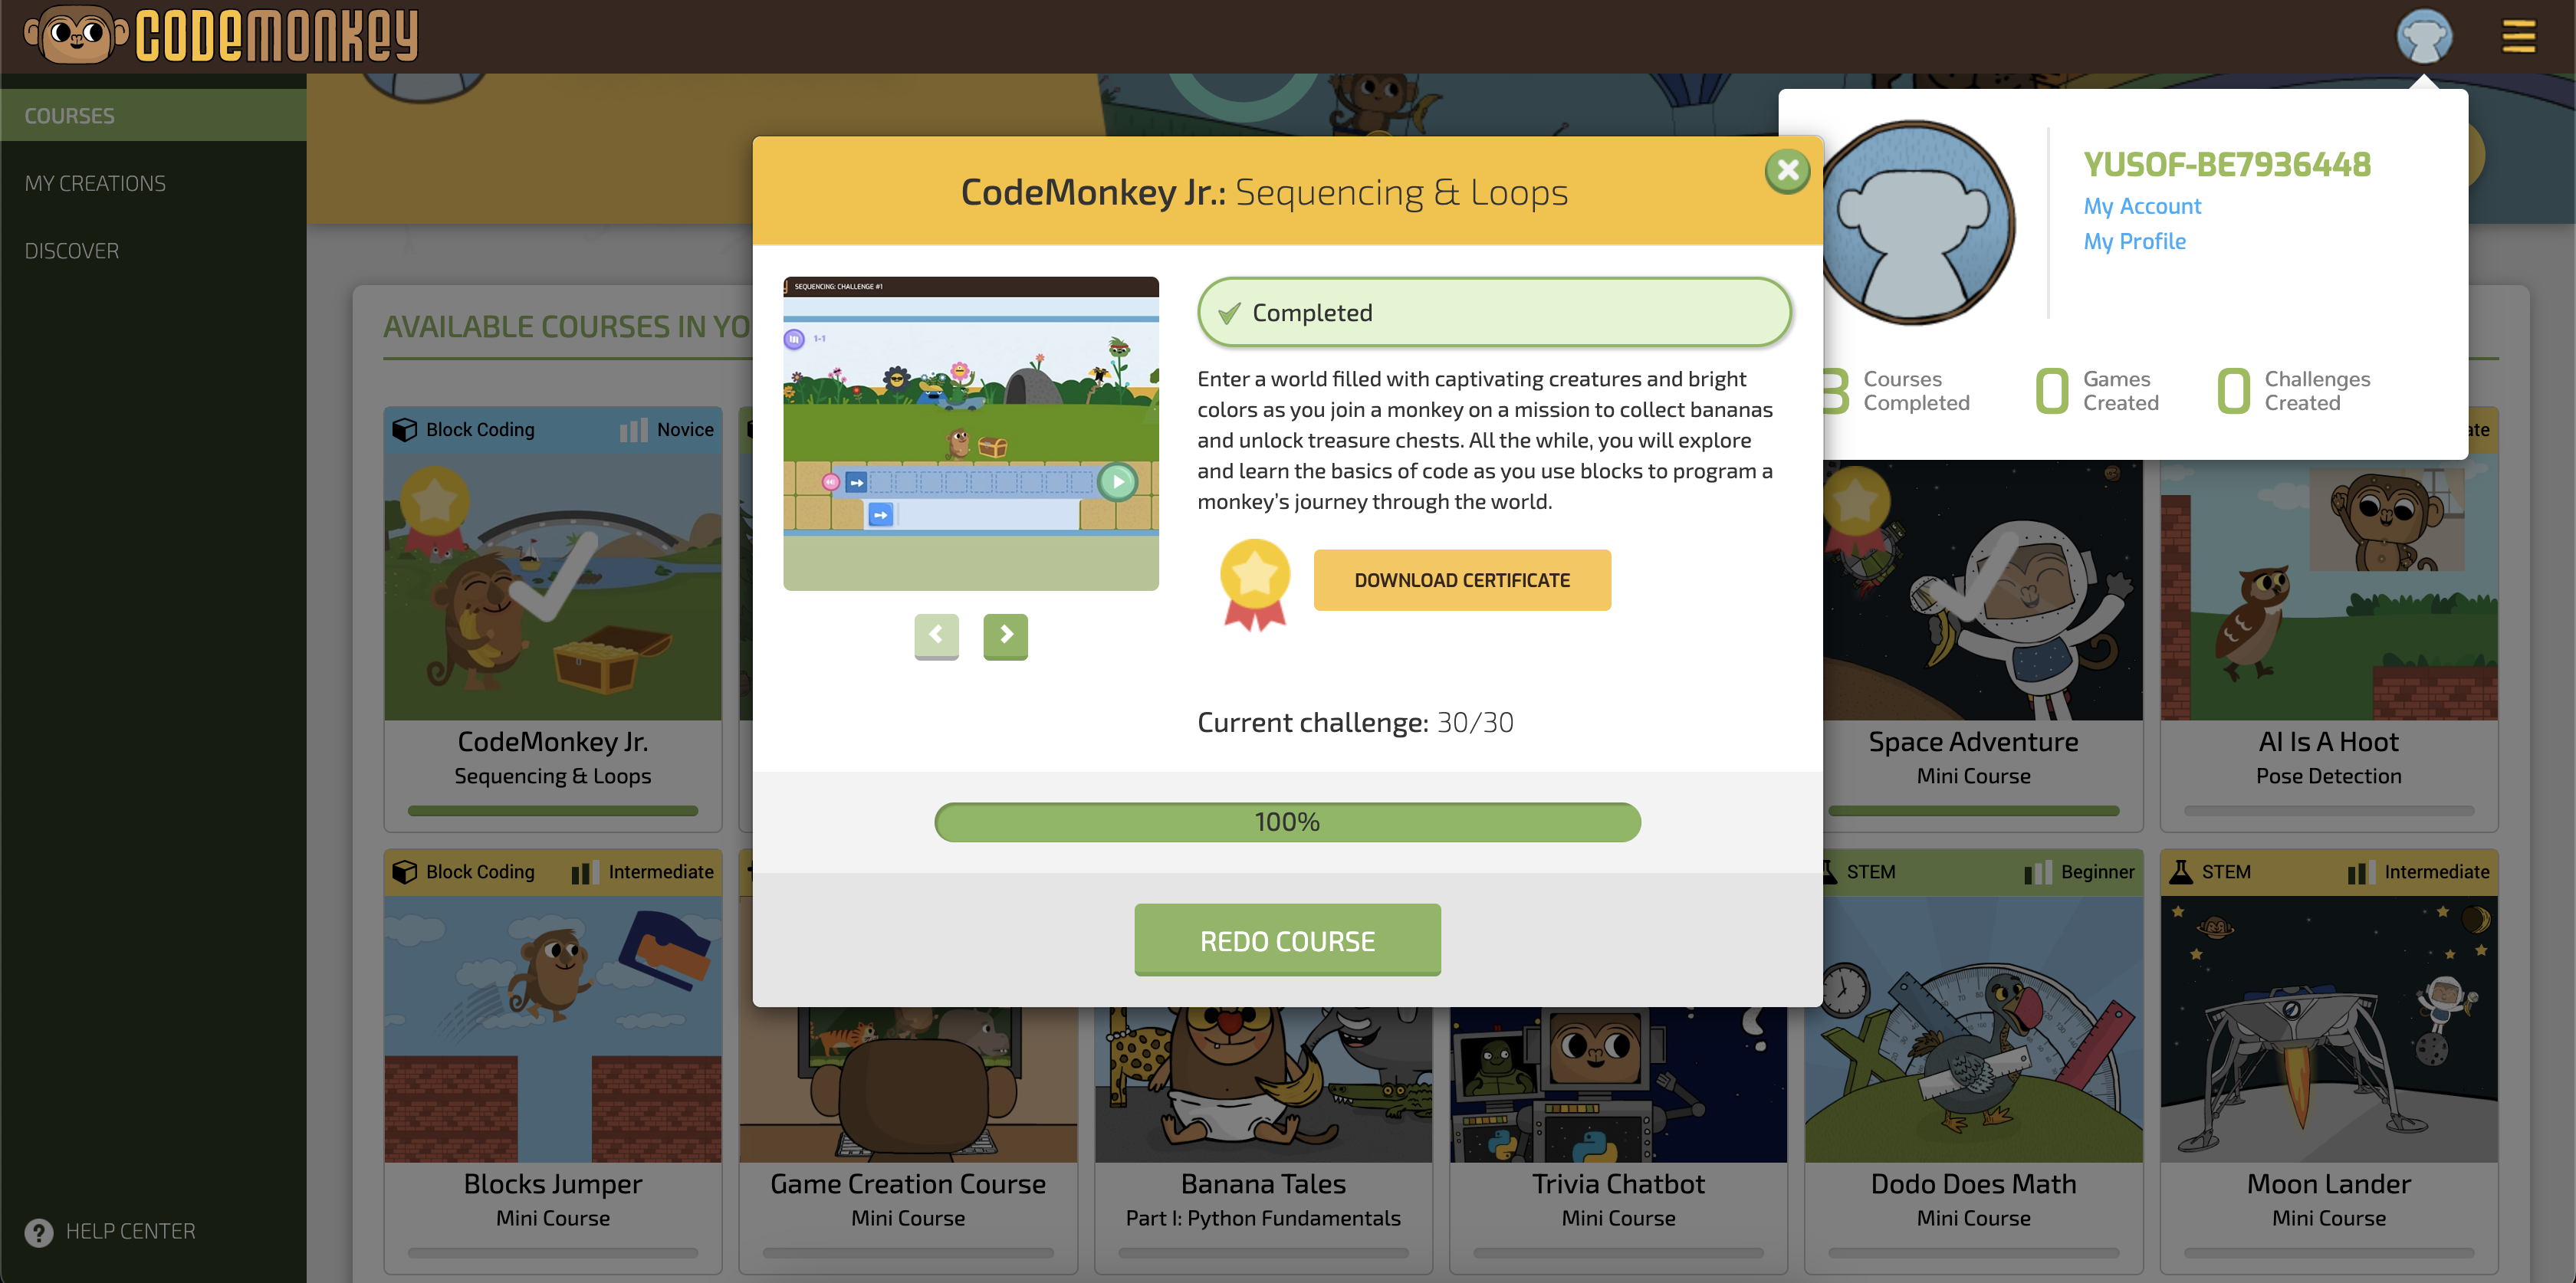 CODEMONKEY
COURSES
MY CREATIONS
DISCOVER
HELP CENTER
YUSOF-BE7936448
My Account
My Profile
Courses
Completed
0 Games
Created
0 Challenges
Created
AVAILABLE COURSES IN YO
CodeMonkey Jr.: Sequencing & Loops
SEQUENCING: CHALLENGE #1
1-1
Completed
Enter a world filled with captivating creatures and bright
colors as you join a monkey on a mission to collect bananas
and unlock treasure chests. All the while, you will explore
and learn the basics of code as you use blocks to program a
monkey's journey through the world.
DOWNLOAD CERTIFICATE
Current challenge: 30/30
100%
REDO COURSE
Block Coding Novice
CodeMonkey Jr.
Sequencing & Loops
Space Adventure
Mini Course
AI Is A Hoot
Pose Detection
Block Coding Intermediate
Blocks Jumper
Mini Course
Game Creation Course
Mini Course
Banana Tales
Part I: Python Fundamentals
Trivia Chatbot
Mini Course
STEM Beginner
Dodo Does Math
Mini Course
STEM Intermediate
Moon Lander
Mini Course